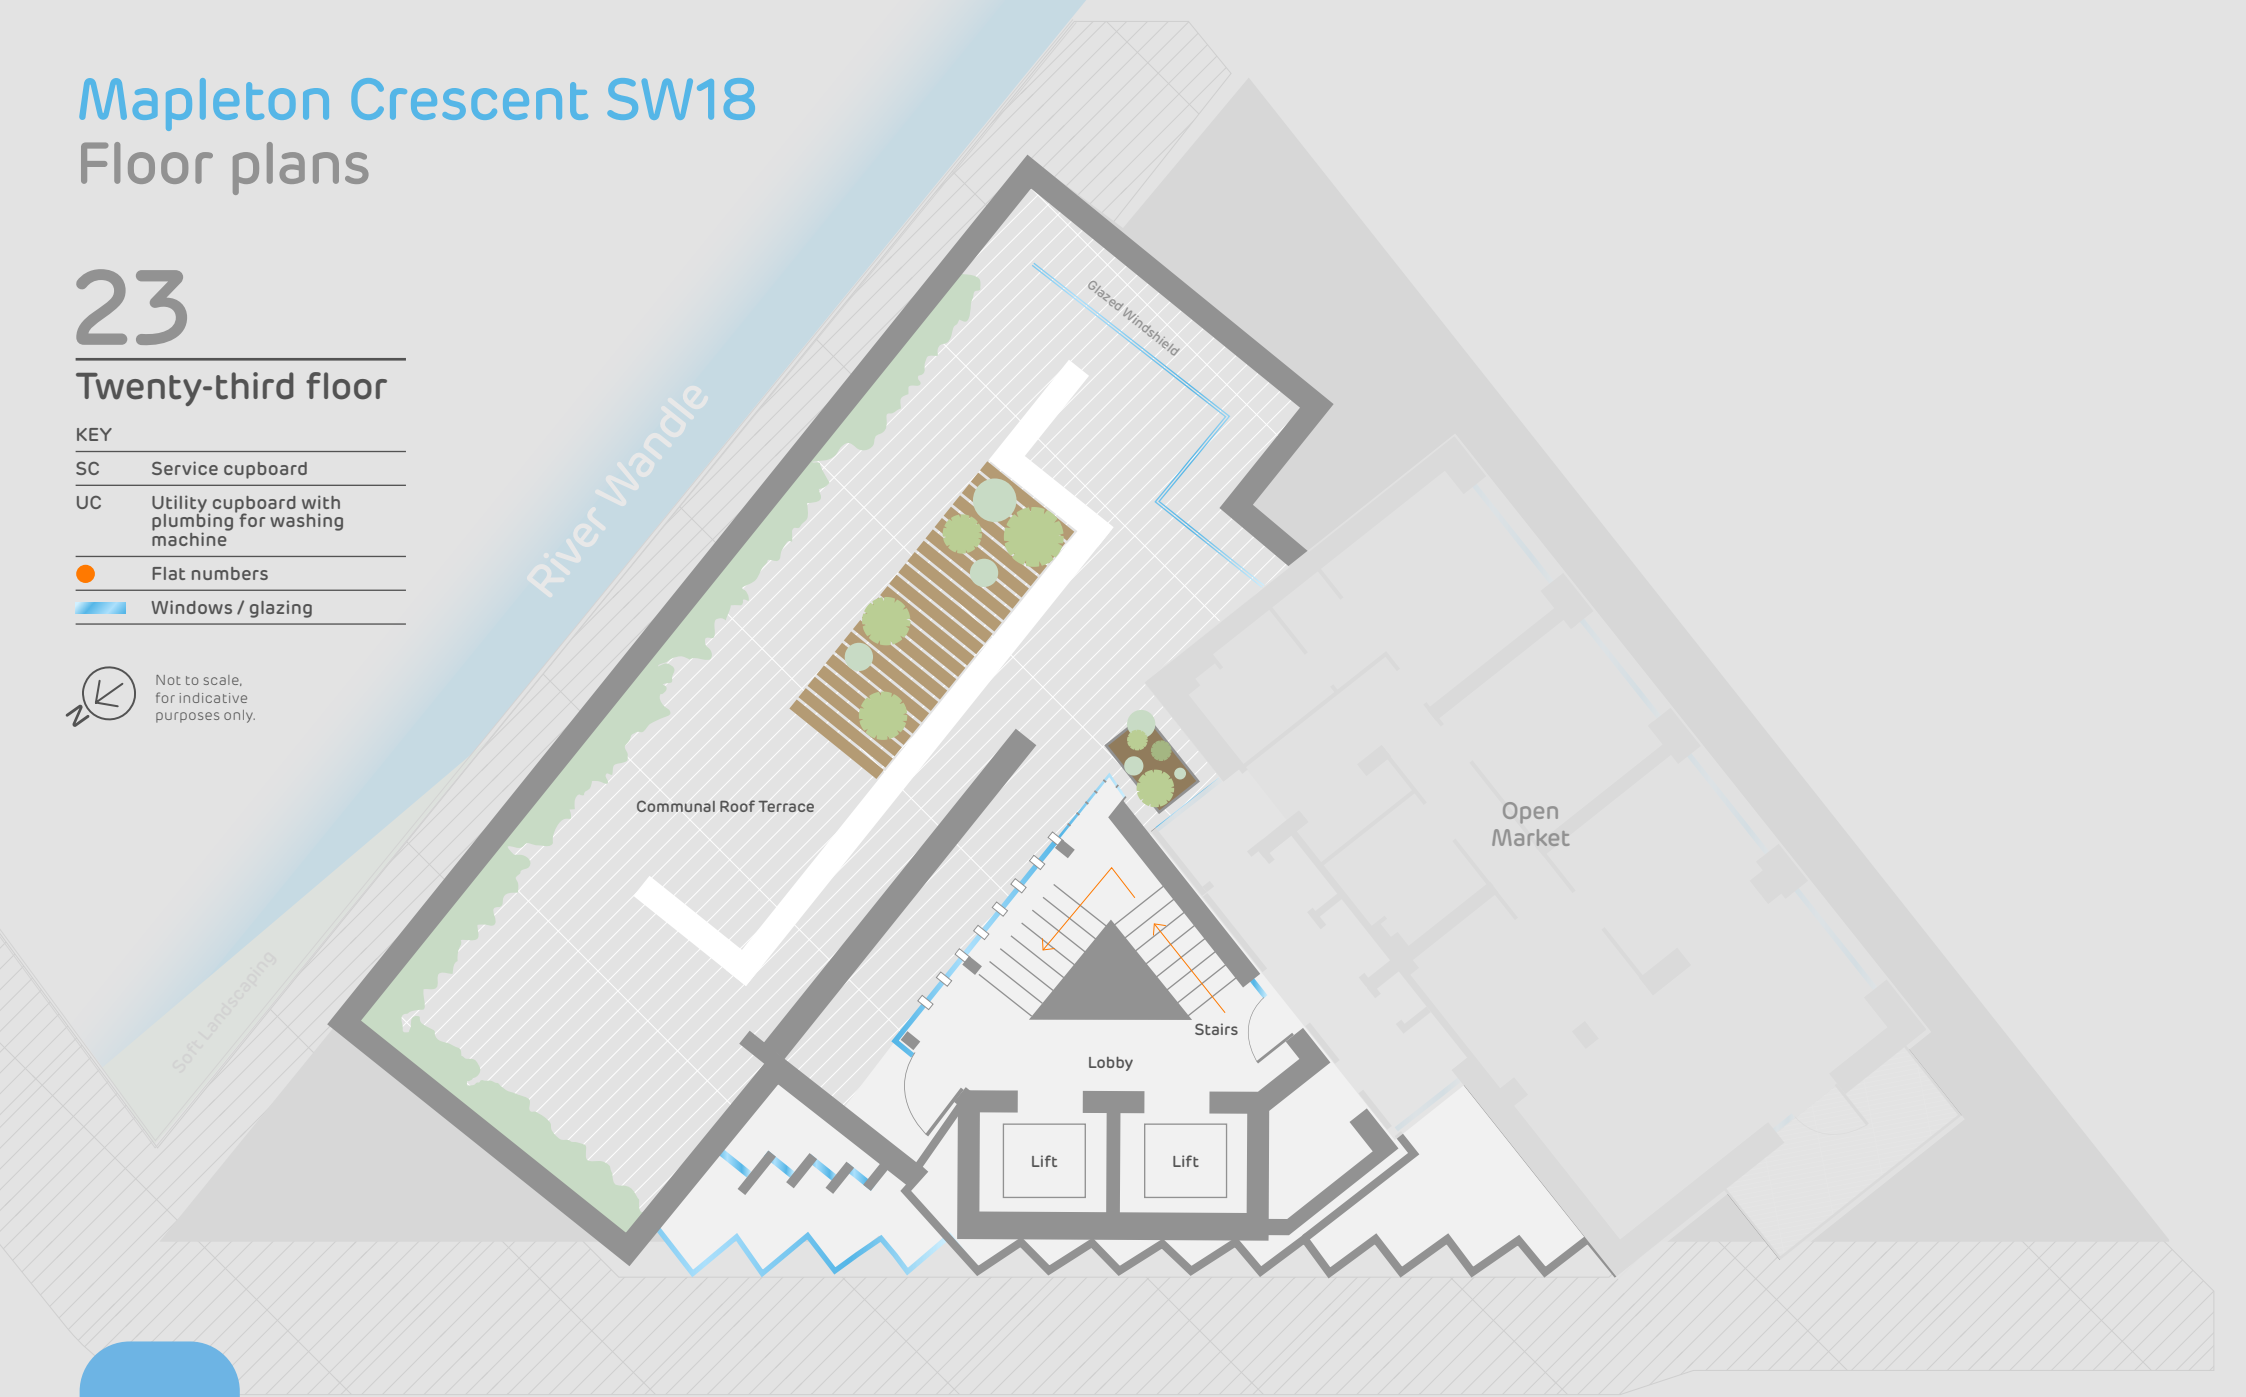 Mapleton Crescent SW18
Floor plans
23
Twenty-third floor
KEY
SC Service cupboard
UC Utility cupboard with
plumbing for washing
machine
Flat numbers
Windows / glazing
N
Not to scale,
for indicative
purposes only.
River Wandle
Soft Landscaping
Glazed Windshield
Communal Roof Terrace
Open
Market
Stairs
Lobby
Lift
Lift